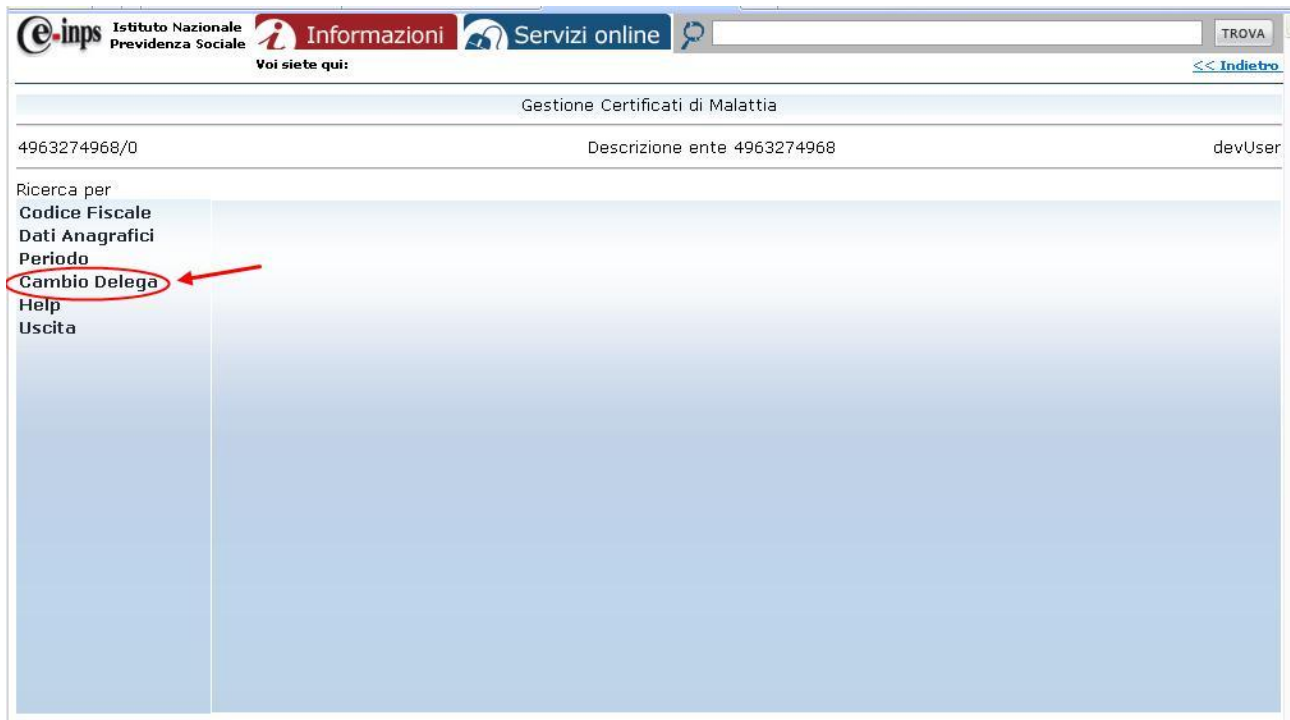 e-inps Istituto Nazionale
Previdenza Sociale
Informazioni
Servizi online
TROVA
Voi siete qui:
<< Indietro
Gestione Certificati di Malattia
4963274968/0 Descrizione ente 4963274968 devUser
Ricerca per
Codice Fiscale
Dati Anagrafici
Periodo
Cambio Delega
Help
Uscita